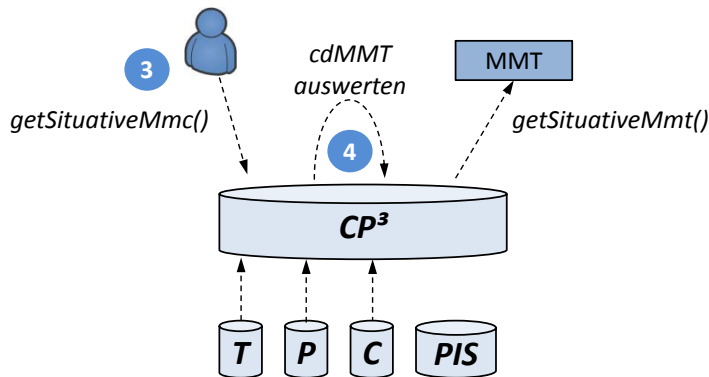 3
cdMMT
auswerten
MMT
getSituativeMmc()
getSituativeMmt()
4
CP³
T
P
C
PIS